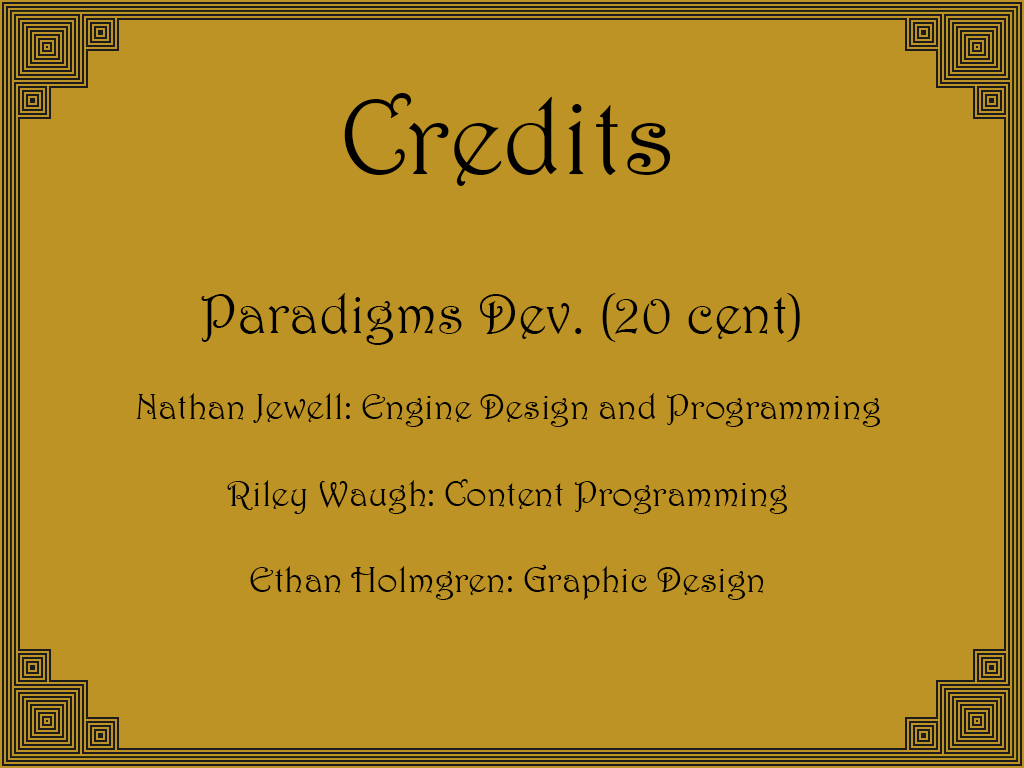 Credits
Paradigms Dev. (20 cent)
Nathan Jewell: Engine Design and Programming
Riley Waugh: Content Programming
Ethan Holmgren: Graphic Design